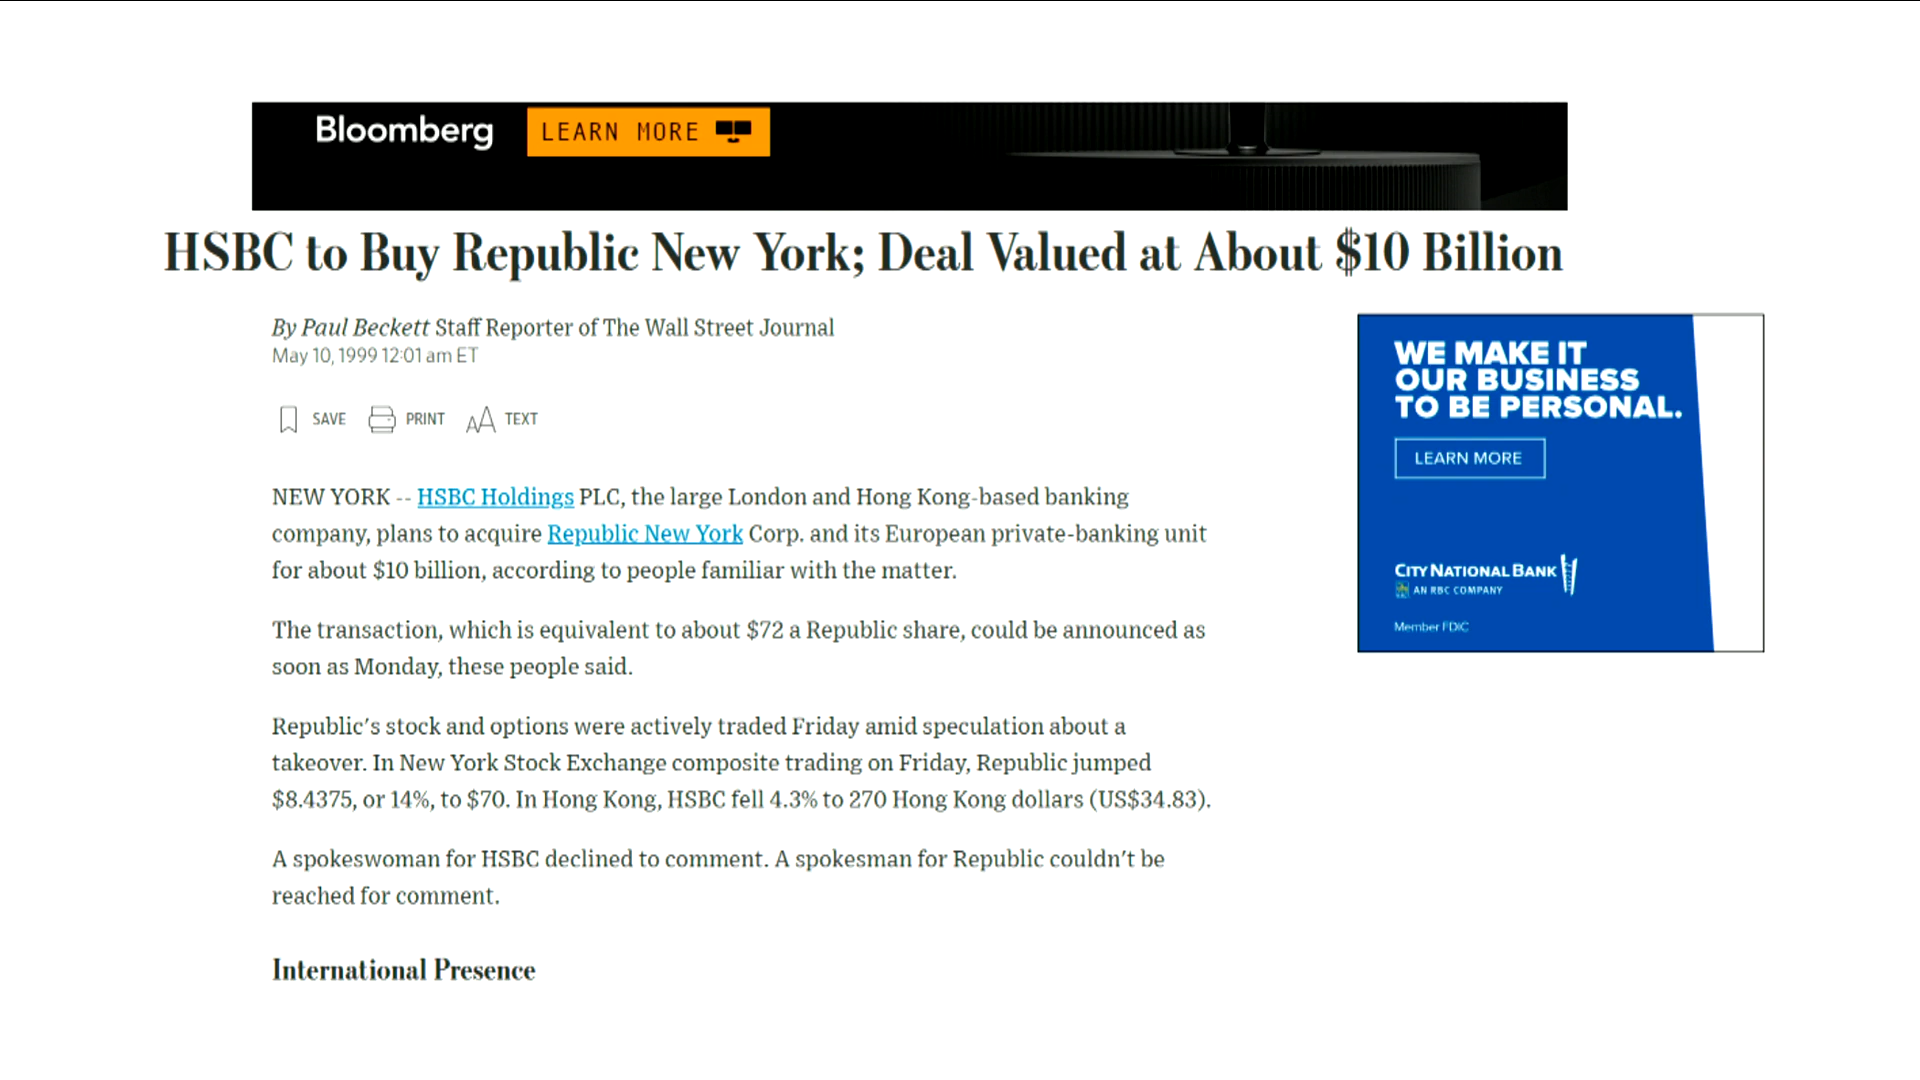 Bloomberg
LEARN MORE
HSBC to Buy Republic New York; Deal Valued at About $10 Billion
By Paul Beckett Staff Reporter of The Wall Street Journal
May 10, 1999 12:01 am ET
SAVE PRINT TEXT
NEW YORK -- HSBC Holdings PLC, the large London and Hong Kong-based banking
company, plans to acquire Republic New York Corp. and its European private-banking unit
for about $10 billion, according to people familiar with the matter.
The transaction, which is equivalent to about $72 a Republic share, could be announced as
soon as Monday, these people said.
Republic's stock and options were actively traded Friday amid speculation about a
takeover. In New York Stock Exchange composite trading on Friday, Republic jumped
$8.4375, or 14%, to $70. In Hong Kong, HSBC fell 4.3% to 270 Hong Kong dollars (US$34.83).
A spokeswoman for HSBC declined to comment. A spokesman for Republic couldn't be
reached for comment.
International Presence
WE MAKE IT
OUR BUSINESS
TO BE PERSONAL.
LEARN MORE
CITY NATIONAL BANK
AN RBC COMPANY
Member FDIC